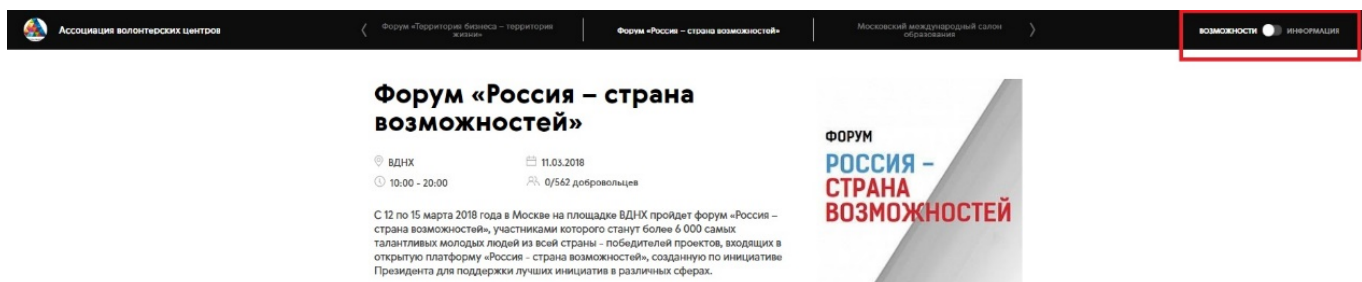 Ассоциация волонтерских центров
Форум «Территория бизнеса – территория
жизни»
Форум «Россия – страна возможностей»
Московский международный салон
образования
ВОЗМОЖНОСТИ
ИНФОРМАЦИЯ
Форум «Россия – страна
возможностей»
ВДНХ
11.03.2018
10:00 - 20:00
0/562 добровольцев
С 12 по 15 марта 2018 года в Москве на площадке ВДНХ пройдет форум «Россия –
страна возможностей», участниками которого станут более 6 000 самых
талантливых молодых людей из всей страны - победителей проектов, входящих в
открытую платформу «Россия - страна возможностей», созданную по инициативе
Президента для поддержки лучших инициатив в различных сферах.
ФОРУМ
РОССИЯ –
СТРАНА
ВОЗМОЖНОСТЕЙ